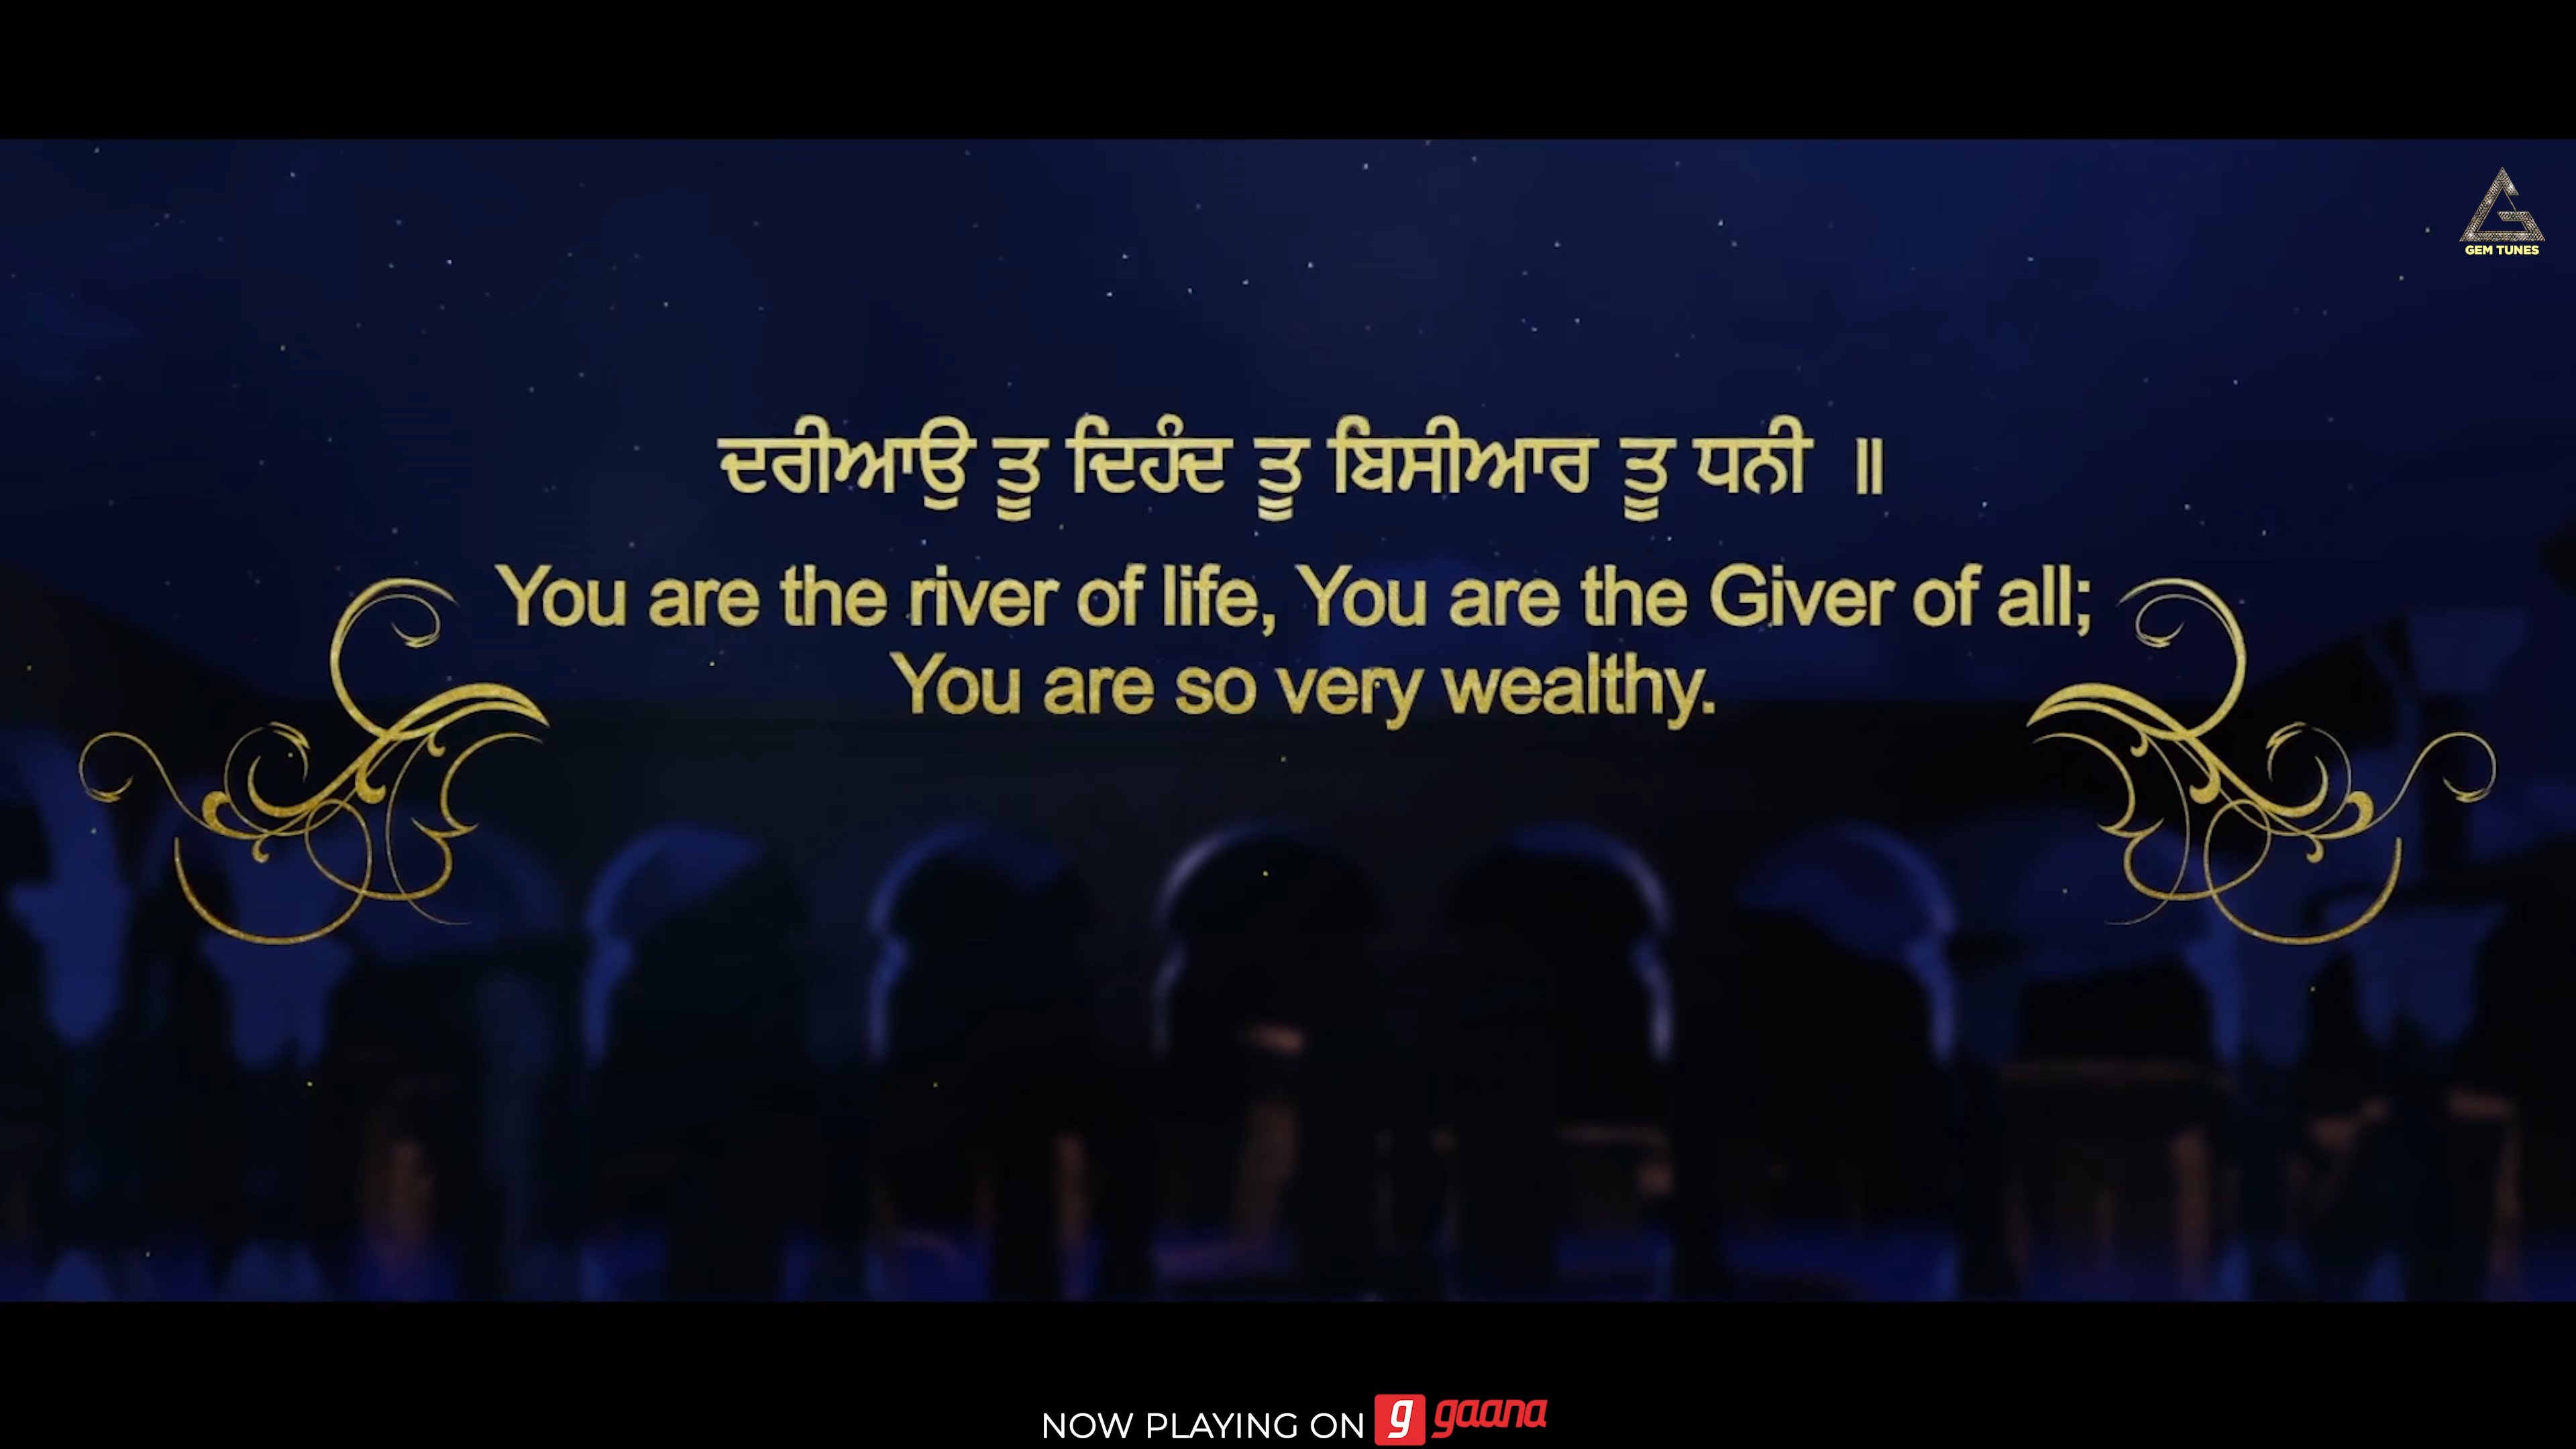 GEM TUNES
ਦਰੀਆਉ ਤੂ ਦਿਹੰਦ ਤੂ ਬਿਸੀਆਰ ਤੂ ਧਨੀ ॥
You are the river of life, You are the Giver of all;
You are so very wealthy.
NOW PLAYING ON g gaana